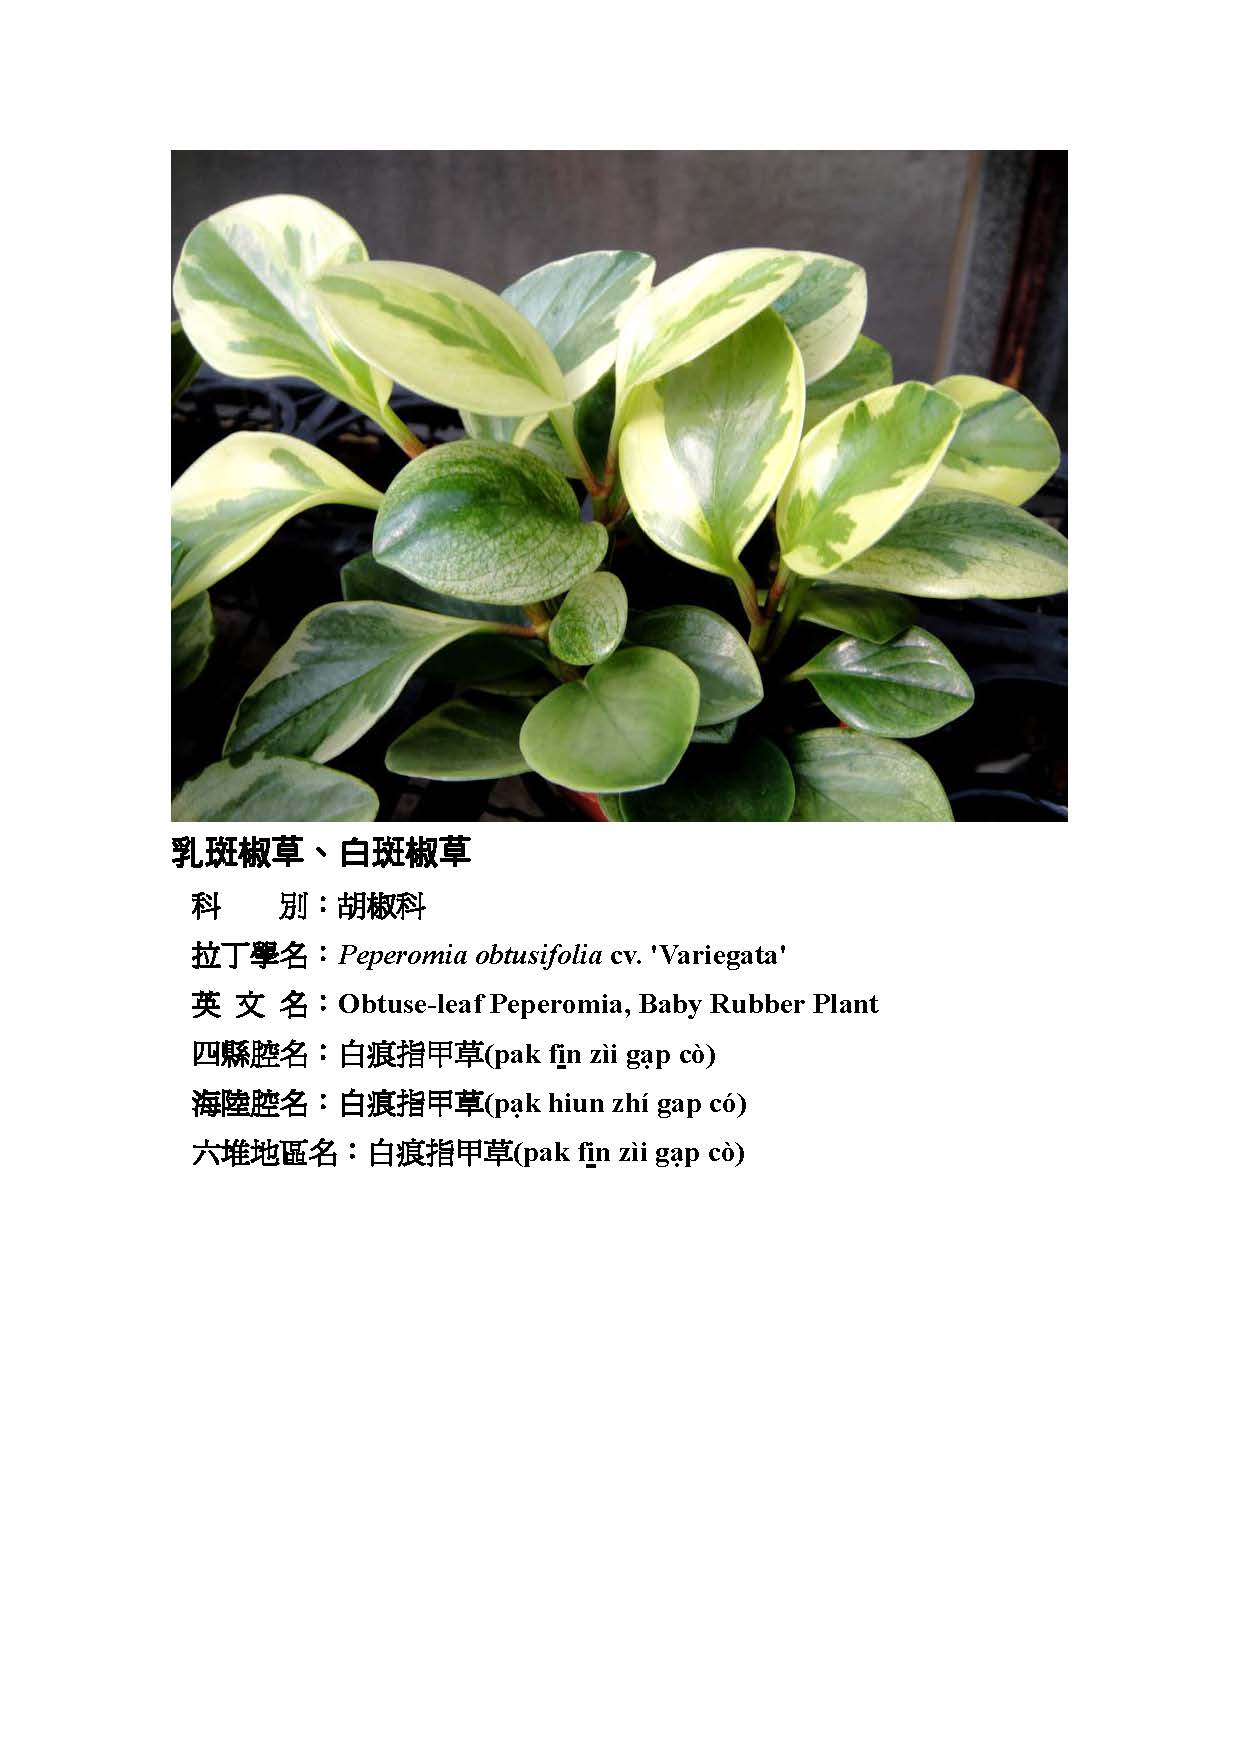 乳斑椒草、白斑椒草
科　　別：胡椒科
拉丁學名：Peperomia obtusifolia cv. 'Variegata'
英 文 名：Obtuse-leaf Peperomia, Baby Rubber Plant
四縣腔名：白痕指甲草(pak fi̱n zìi gạp cò)
海陸腔名：白痕指甲草(pạk hiun zhí gap có)
六堆地區名：白痕指甲草(pak fi̱n zìi gạp cò)